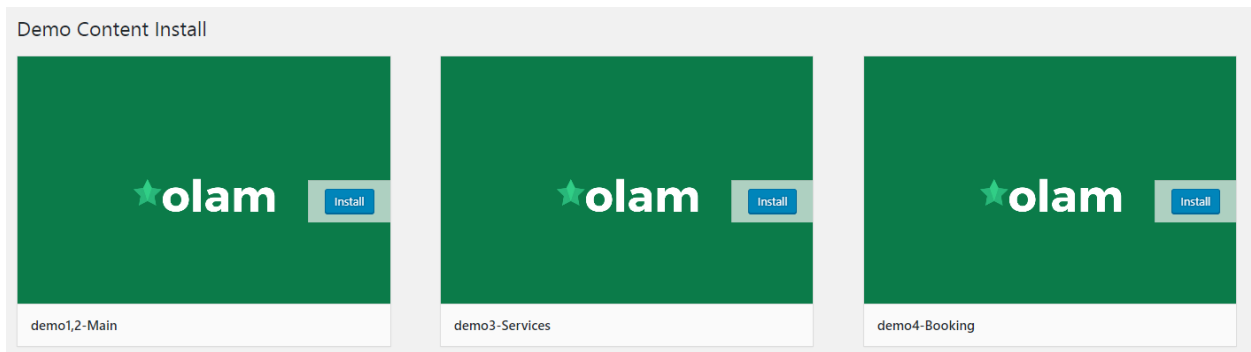 Demo Content Install
olam
Install
demo1,2-Main
olam
Install
demo3-Services
olam
Install
demo4-Booking